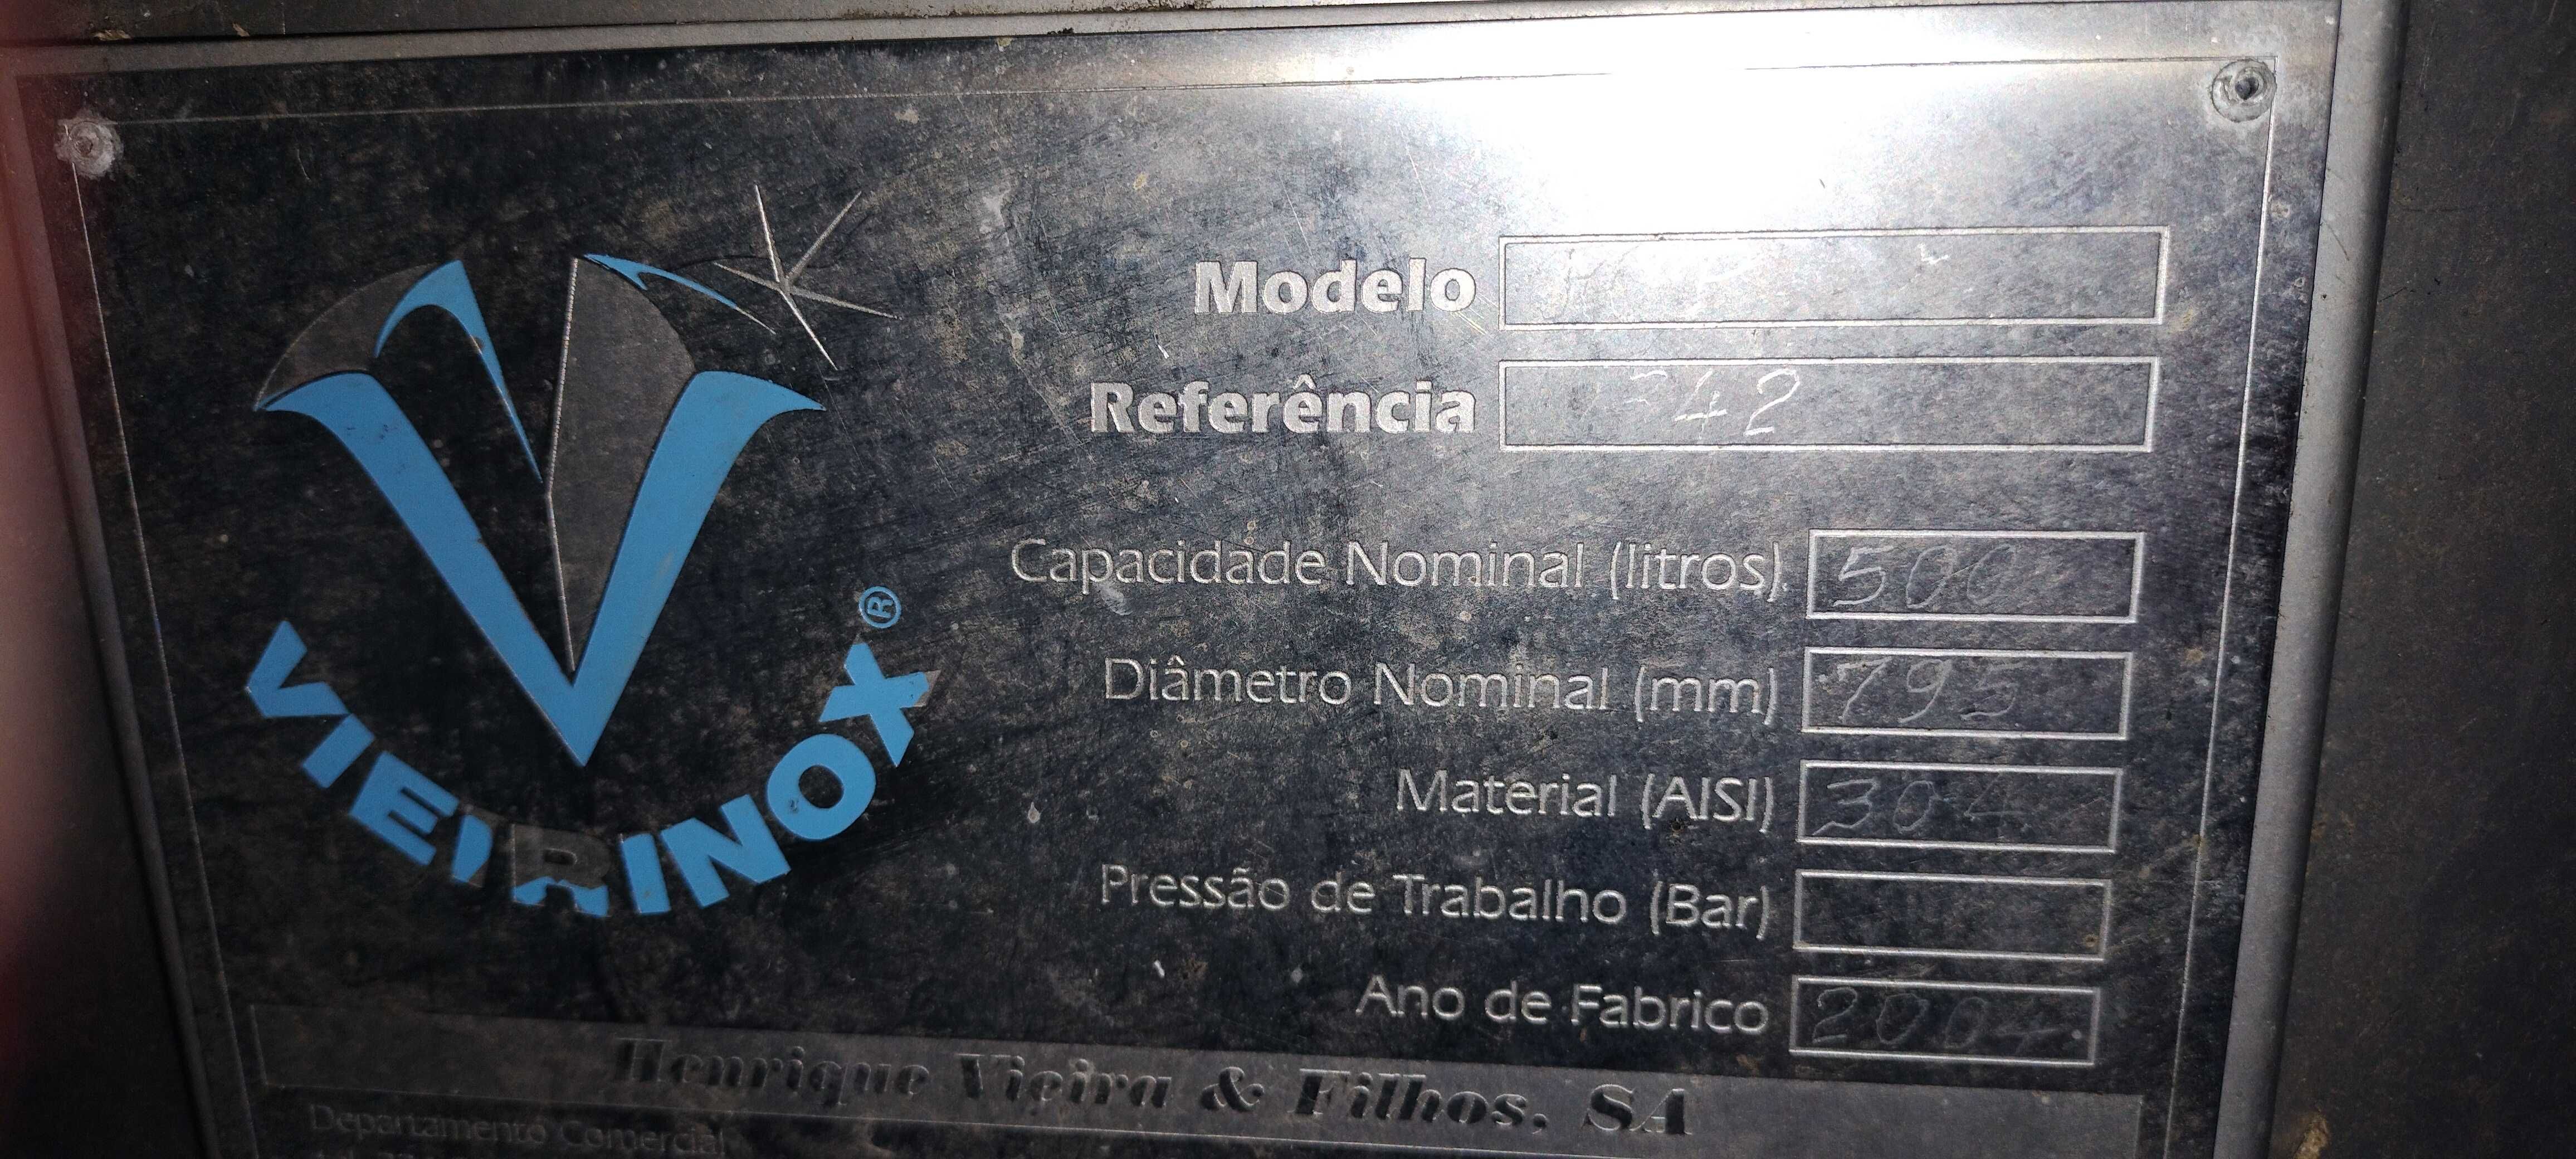 VIEIRINOX®
Modelo
Referência 342
Capacidade Nominal (litros) 500
Diâmetro Nominal (mm) 795
Material (AISI) 304
Pressão de Trabalho (Bar)
Ano de Fabrico 2004
Henrique Vieira & Filhos, SA
Departamento Comercial